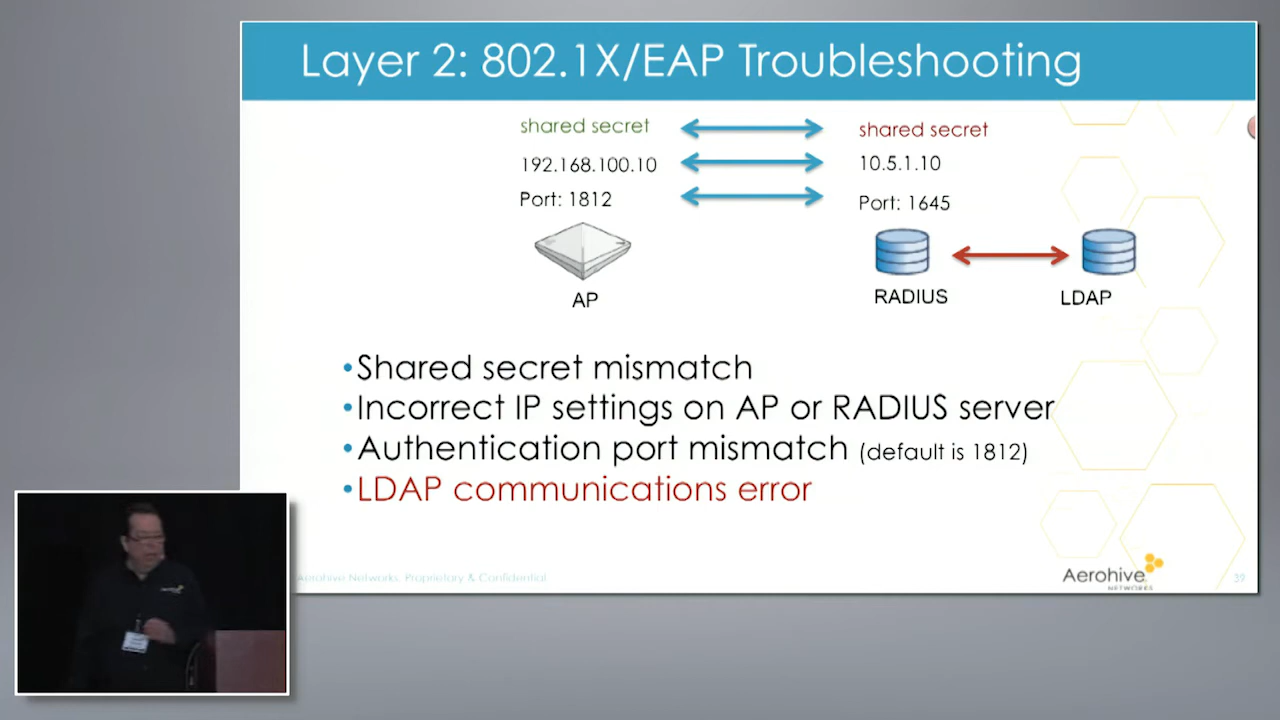 Layer 2: 802.1X/EAP Troubleshooting
shared secret
shared secret
192.168.100.10
10.5.1.10
Port: 1812
Port: 1645
AP
RADIUS
LDAP
•Shared secret mismatch
•Incorrect IP settings on AP or RADIUS server
•Authentication port mismatch (default is 1812)
•LDAP communications error
Aerohive Networks. Proprietary & Confidential
Aerohive
NETWORKS
39